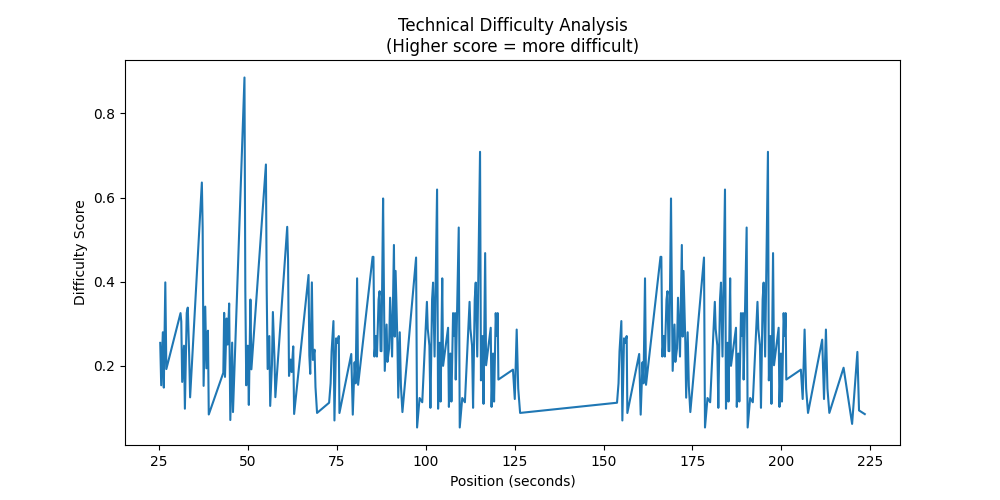 Technical Difficulty Analysis
(Higher score = more difficult)
Difficulty Score
0.8
0.6
0.4
0.2
25 50 75 100 125 150 175 200 225
Position (seconds)